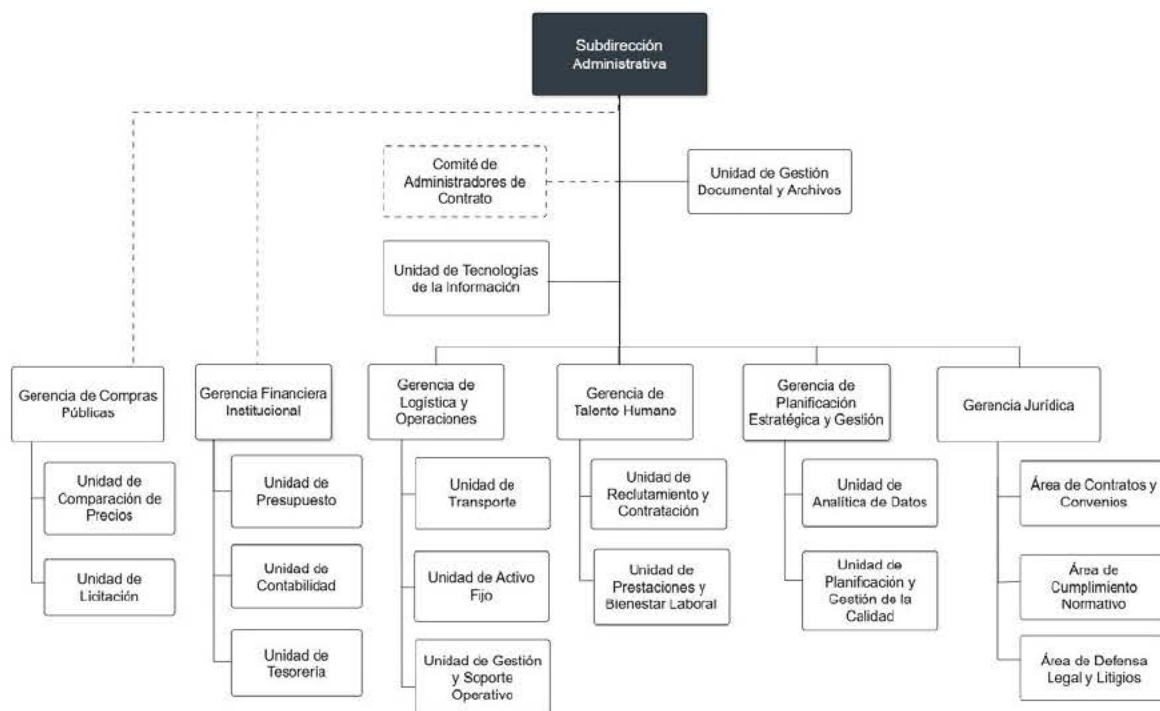 Subdirección
Administrativa
Comité de
Administradores de
Contrato
Unidad de Gestión
Documental y Archivos
Unidad de Tecnologías
de la Información
Gerencia de Compras
Públicas
Gerencia Financiera
Institucional
Gerencia de
Logística y
Operaciones
Gerencia de
Talento Humano
Gerencia de
Planificación
Estratégica y Gestión
Gerencia Jurídica
Unidad de
Comparación de
Precios
Unidad de
Licitación
Unidad de
Presupuesto
Unidad de
Contabilidad
Unidad de
Tesorería
Unidad de
Transporte
Unidad de Activo
Fijo
Unidad de Gestión
y Soporte
Operativo
Unidad de
Reclutamiento y
Contratación
Unidad de
Prestaciones y
Bienestar Laboral
Unidad de
Analítica de Datos
Unidad de
Planificación y
Gestión de la
Calidad
Área de Contratos y
Convenios
Área de
Cumplimiento
Normativo
Área de Defensa
Legal y Litigios